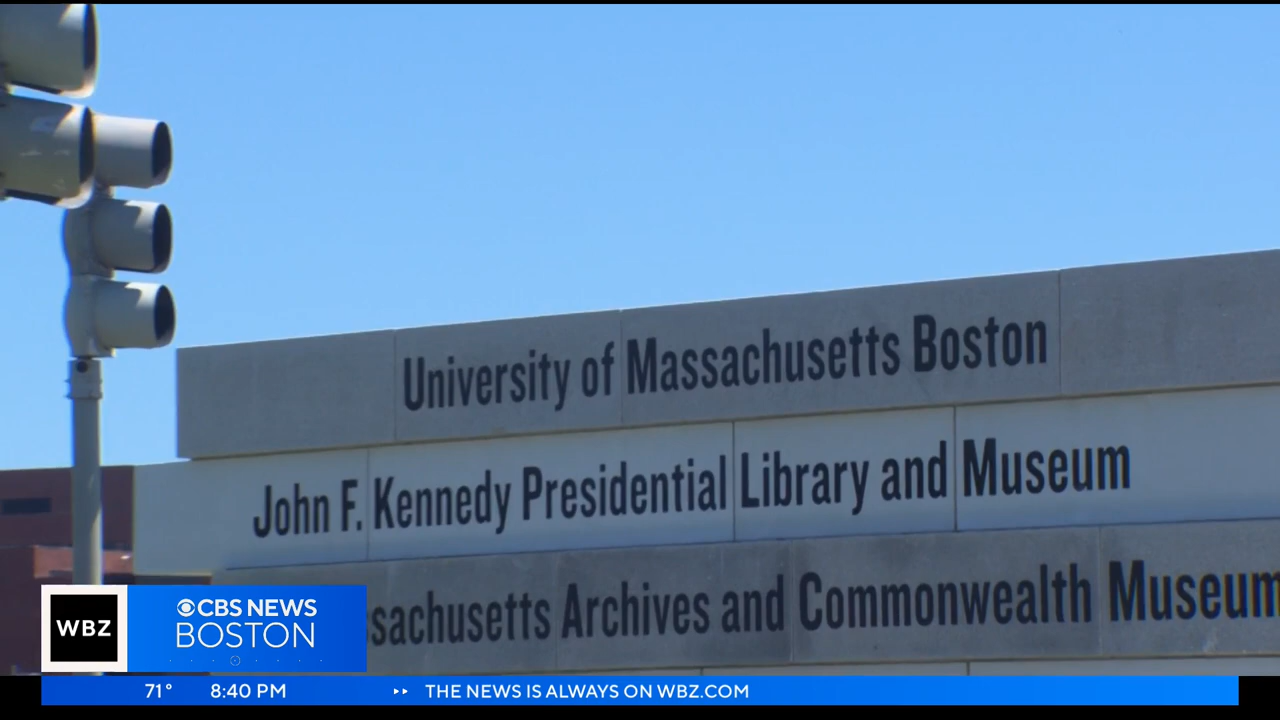 University of Massachusetts Boston
John F. Kennedy Presidential Library and Museum
ssachusetts Archives and Commonwealth Museum
WBZ
CBS NEWS
BOSTON
71° 8:40 PM THE NEWS IS ALWAYS ON WBZ.COM